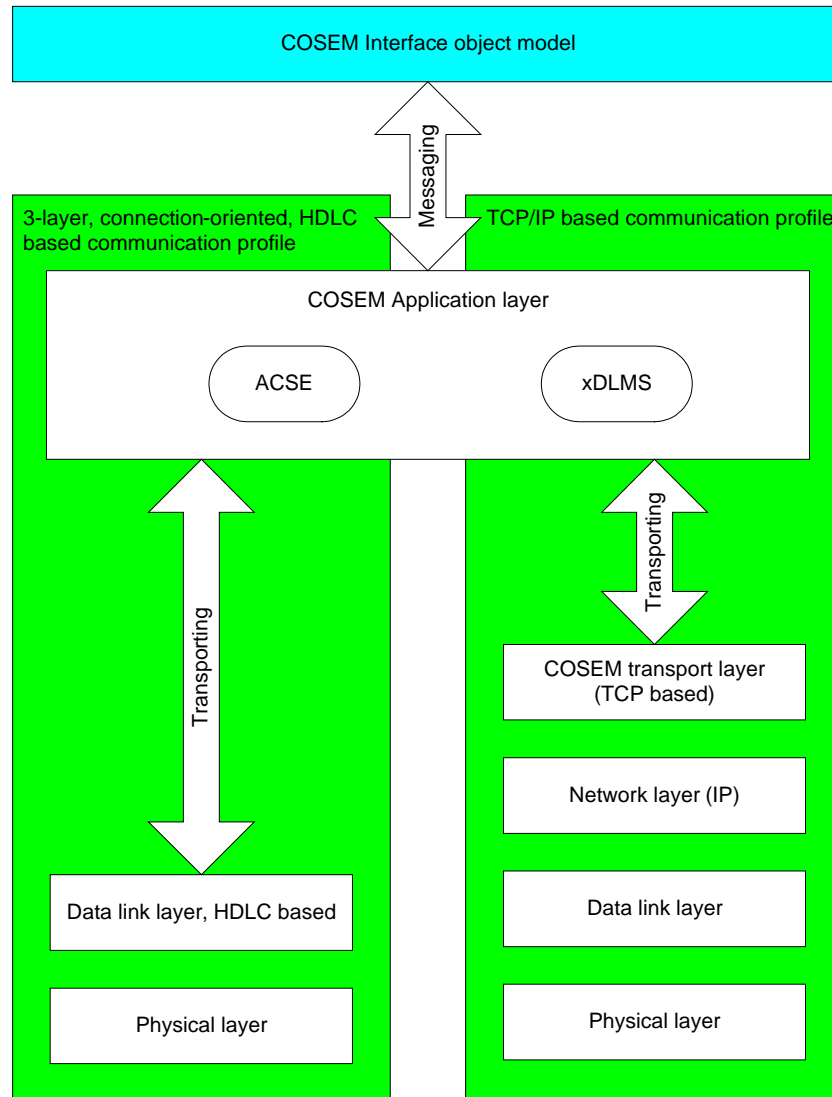 COSEM Interface object model
Messaging
3-layer, connection-oriented, HDLC
based communication profile
TCP/IP based communication profile
COSEM Application layer
ACSE
xDLMS
Transporting
Transporting
COSEM transport layer
(TCP based)
Network layer (IP)
Data link layer, HDLC based
Data link layer
Physical layer
Physical layer